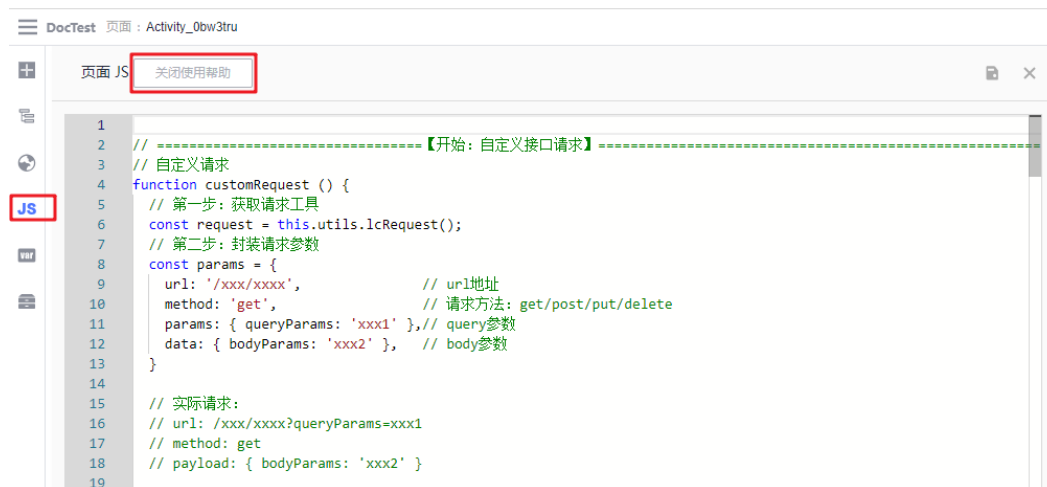 DocTest 页面 : Activity_0bw3tru
页面 JS 关闭使用帮助
JS
ver
1
2 // =================================【开始: 自定义接口请求】=======================================================
3 // 自定义请求
4 function customRequest () {
5 // 第一步: 获取请求工具
6 const request = this.utils.lcRequest();
7 // 第二步: 封装请求参数
8 const params = {
9 url: '/xxx/xxxx', // url地址
10 method: 'get', // 请求方法: get/post/put/delete
11 params: { queryParams: 'xxx1' },// query参数
12 data: { bodyParams: 'xxx2' }, // body参数
13 }
14
15 // 实际请求:
16 // url: /xxx/xxxx?queryParams=xxx1
17 // method: get
18 // payload: { bodyParams: 'xxx2' }
19